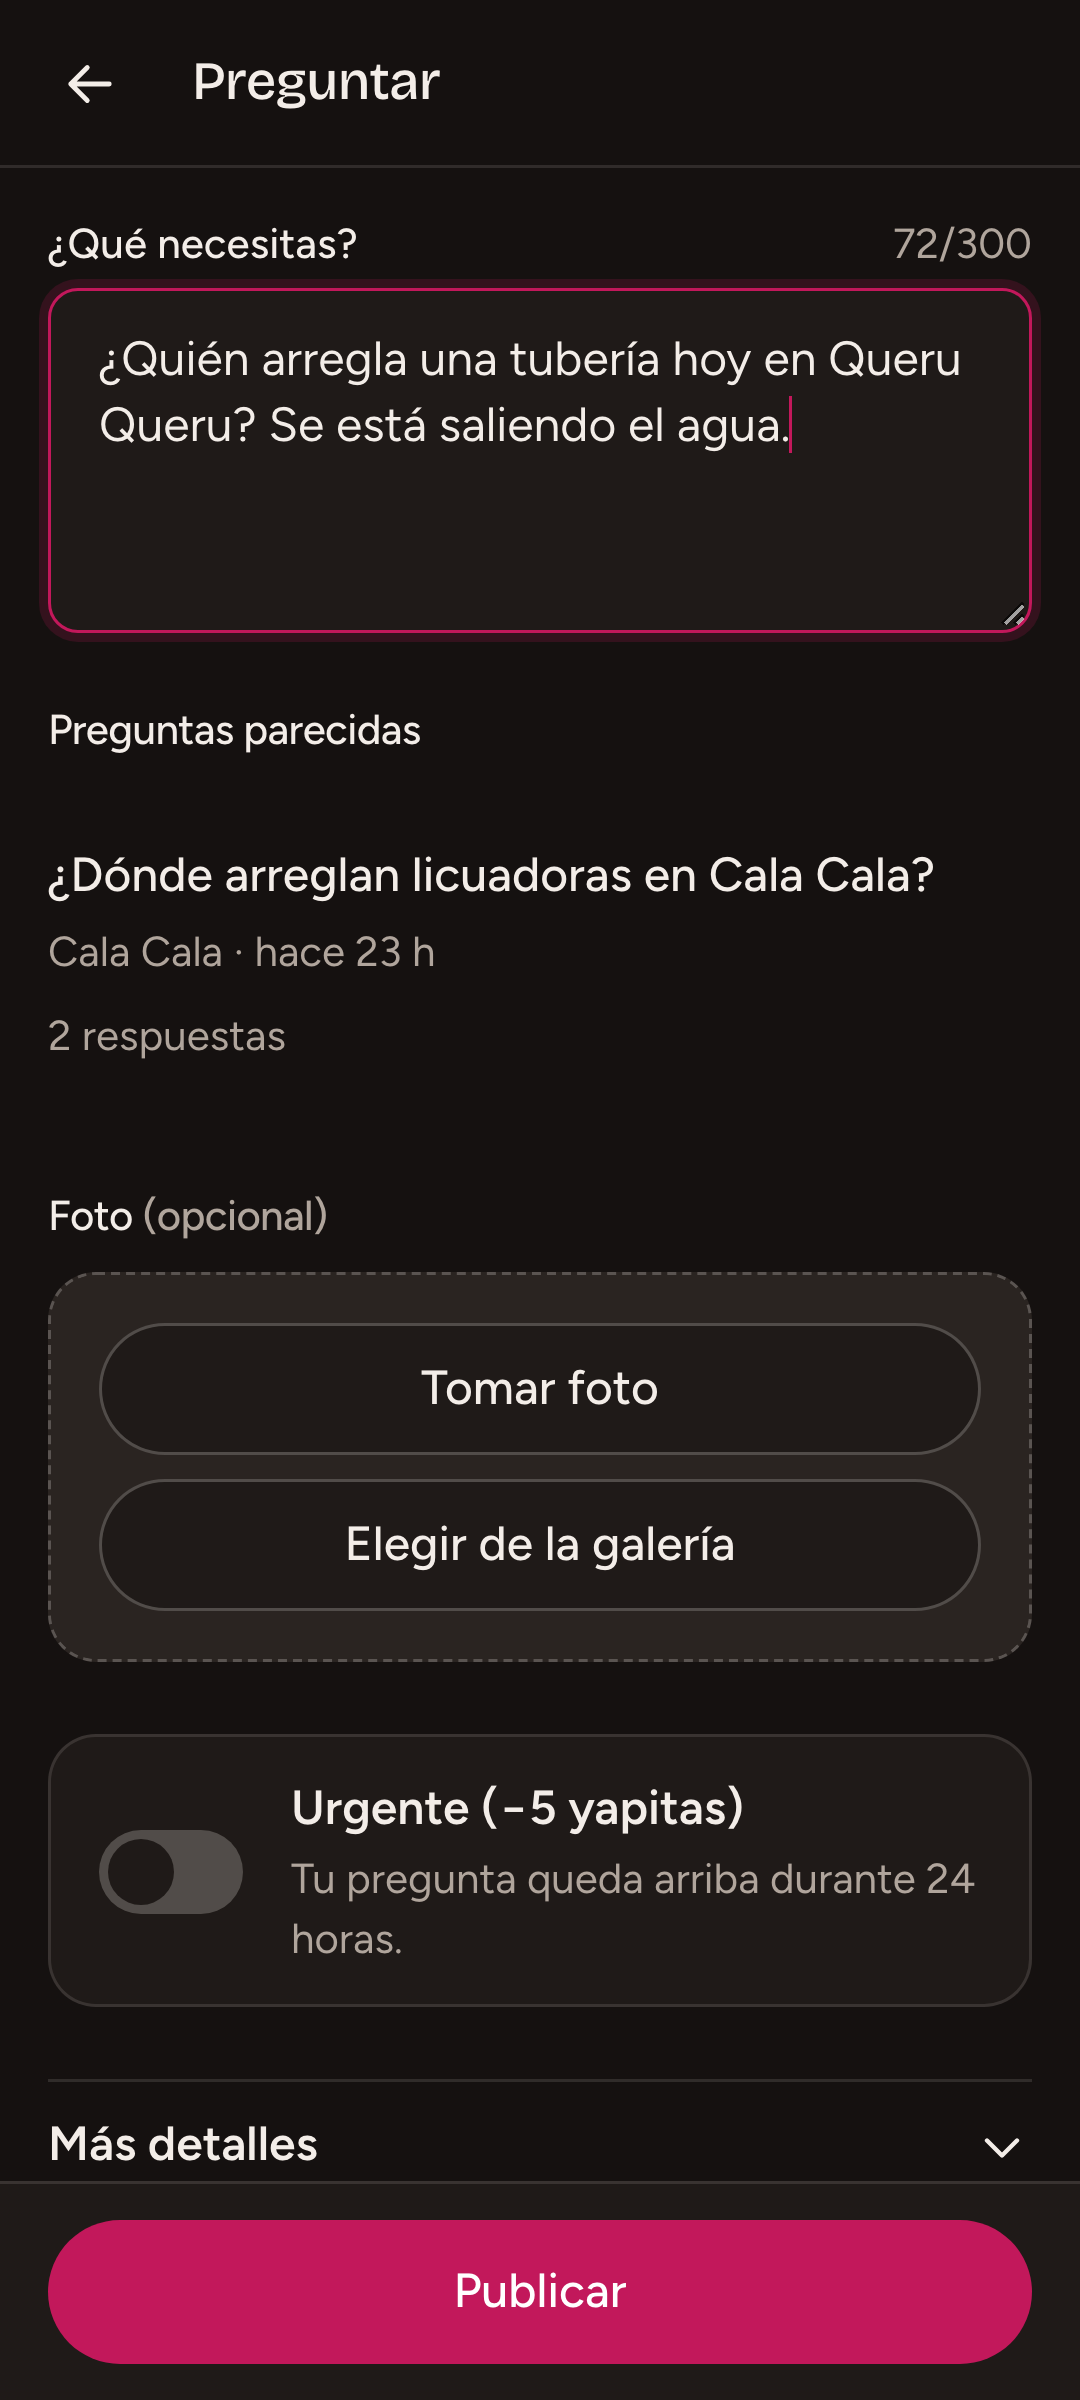 Preguntar
¿Qué necesitas?
72/300
¿Quién arregla una tubería hoy en Queru
Queru? Se está saliendo el agua.
Preguntas parecidas
¿Dónde arreglan licuadoras en Cala Cala?
Cala Cala · hace 23 h
2 respuestas
Foto (opcional)
Tomar foto
Elegir de la galería
Urgente (−5 yapitas)
Tu pregunta queda arriba durante 24
horas.
Más detalles
Publicar